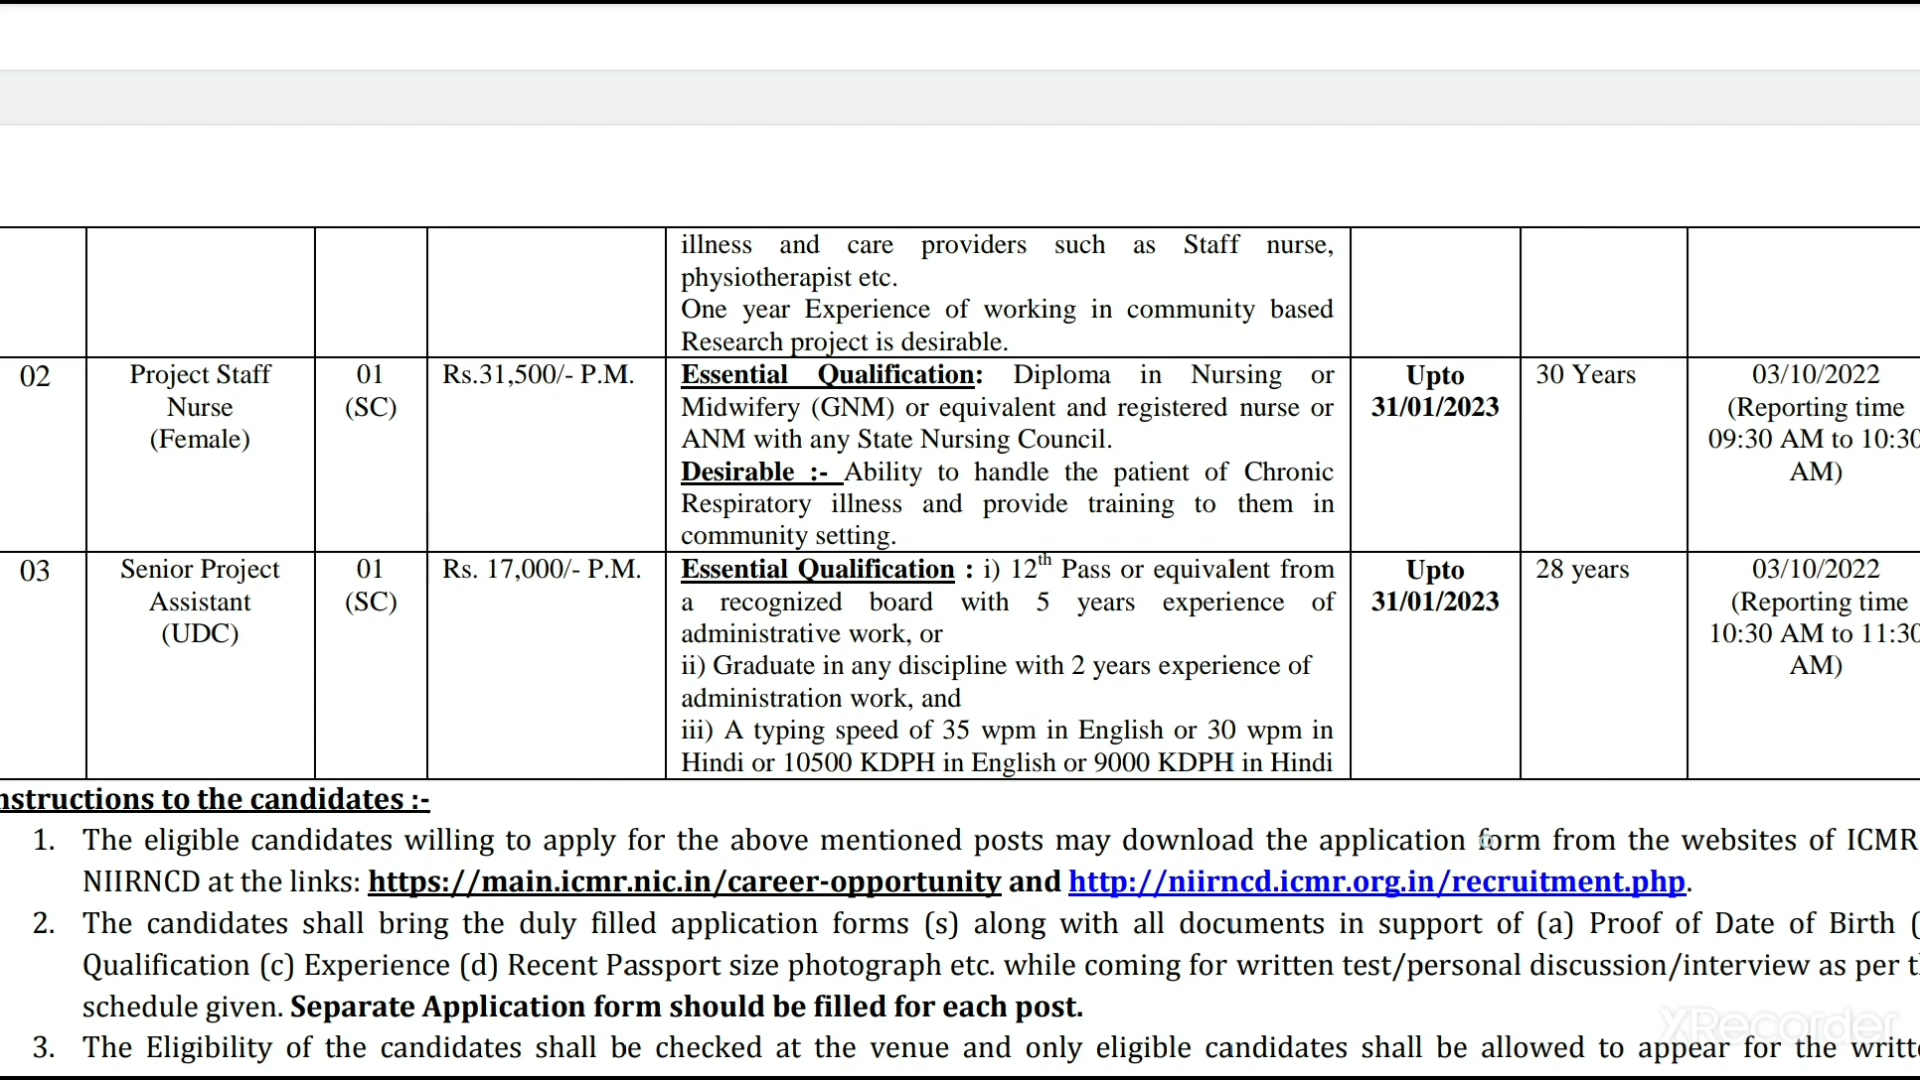 illness and care providers such as Staff nurse,
physiotherapist etc.
One year Experience of working in community based
Research project is desirable.
02
Project Staff
Nurse
(Female)
01
(SC)
Rs.31,500/- P.M.
Essential Qualification: Diploma in Nursing or
Midwifery (GNM) or equivalent and registered nurse or
ANM with any State Nursing Council.
Desirable :- Ability to handle the patient of Chronic
Respiratory illness and provide training to them in
community setting.
Upto
31/01/2023
30 Years
03/10/2022
(Reporting time
09:30 AM to 10:30
AM)
03
Senior Project
Assistant
(UDC)
01
(SC)
Rs. 17,000/- P.M.
Essential Qualification : i) 12th Pass or equivalent from
a recognized board with 5 years experience of
administrative work, or
ii) Graduate in any discipline with 2 years experience of
administration work, and
iii) A typing speed of 35 wpm in English or 30 wpm in
Hindi or 10500 KDPH in English or 9000 KDPH in Hindi
Upto
31/01/2023
28 years
03/10/2022
(Reporting time
10:30 AM to 11:30
AM)
nstructions to the candidates :-
1. The eligible candidates willing to apply for the above mentioned posts may download the application form from the websites of ICMR
NIIRNCD at the links: https://main.icmr.nic.in/career-opportunity and http://niirncd.icmr.org.in/recruitment.php.
2. The candidates shall bring the duly filled application forms (s) along with all documents in support of (a) Proof of Date of Birth (
Qualification (c) Experience (d) Recent Passport size photograph etc. while coming for written test/personal discussion/interview as per t
schedule given. Separate Application form should be filled for each post.
3. The Eligibility of the candidates shall be checked at the venue and only eligible candidates shall be allowed to appear for the writt
XRecorder